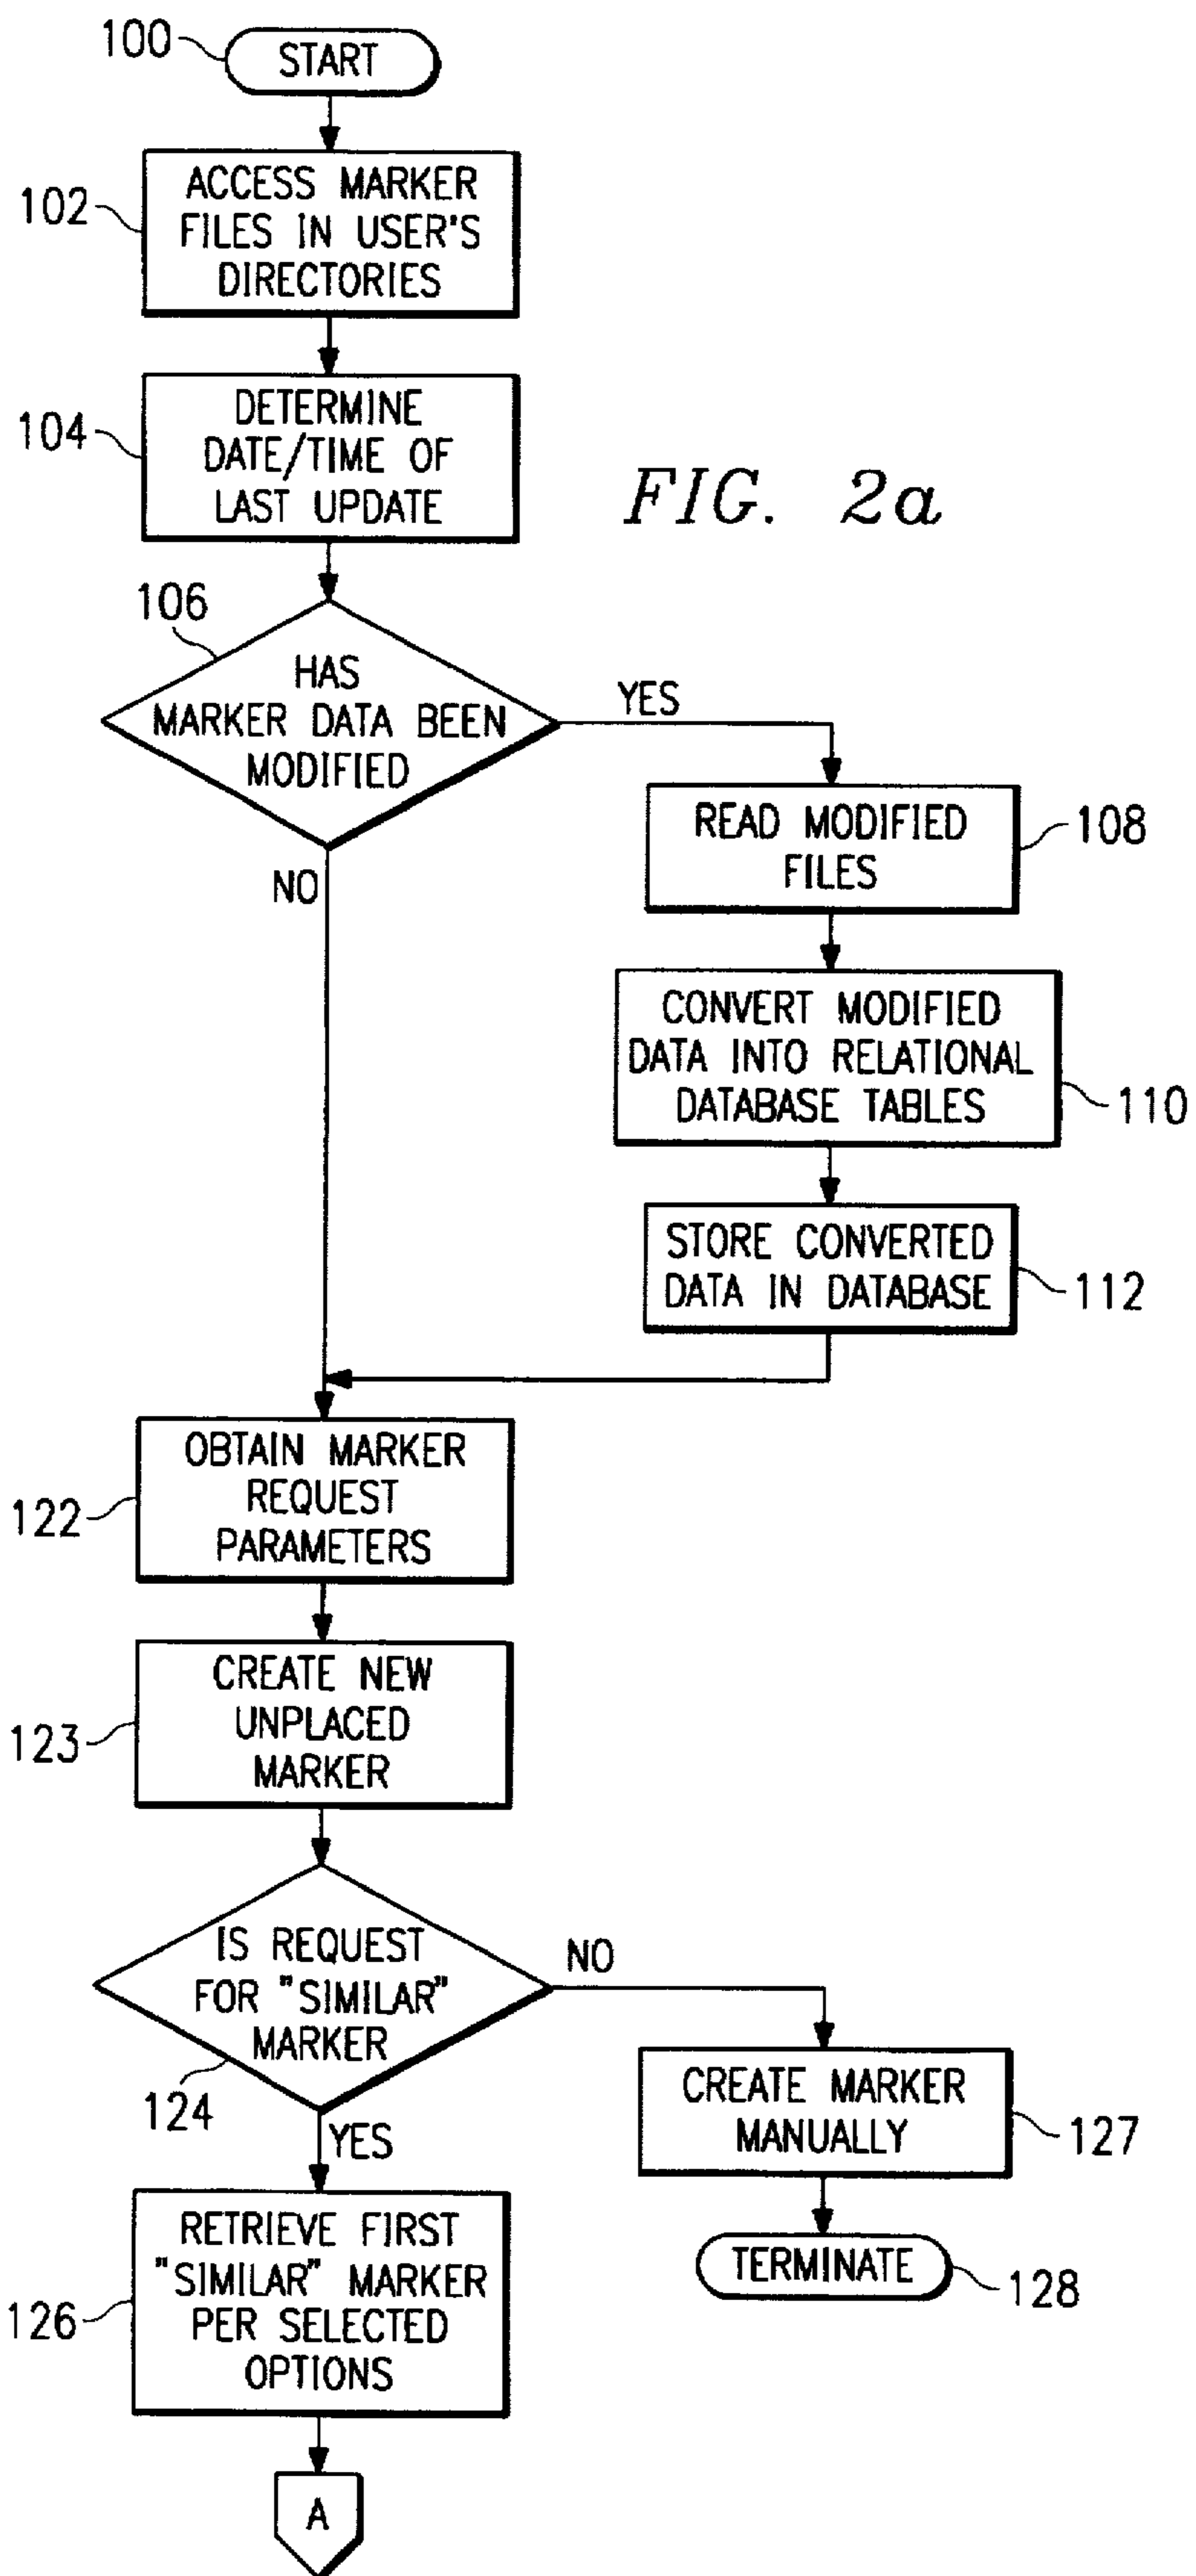 100
START
102
ACCESS MARKER
FILES IN USER'S
DIRECTORIES
104
DETERMINE
DATE/TIME OF
LAST UPDATE
FIG. 2a
106
HAS
MARKER DATA BEEN
MODIFIED
YES
NO
READ MODIFIED
FILES
108
CONVERT MODIFIED
DATA INTO RELATIONAL
DATABASE TABLES
110
STORE CONVERTED
DATA IN DATABASE
112
OBTAIN MARKER
REQUEST
PARAMETERS
122
CREATE NEW
UNPLACED
MARKER
123
IS REQUEST
FOR "SIMILAR"
MARKER
124
NO
YES
CREATE MARKER
MANUALLY
127
TERMINATE
128
RETRIEVE FIRST
"SIMILAR" MARKER
PER SELECTED
OPTIONS
126
A